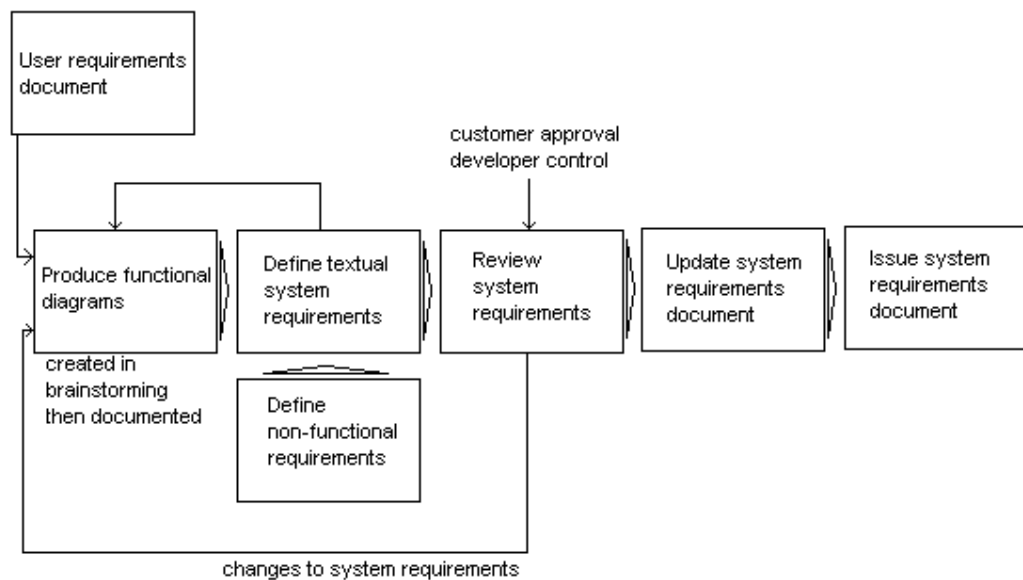 User requirements
document
customer approval
developer control
Produce functional
diagrams
Define textual
system
requirements
Review
system
requirements
Update system
requirements
document
Issue system
requirements
document
created in
brainstorming
then documented
Define
non-functional
requirements
changes to system requirements